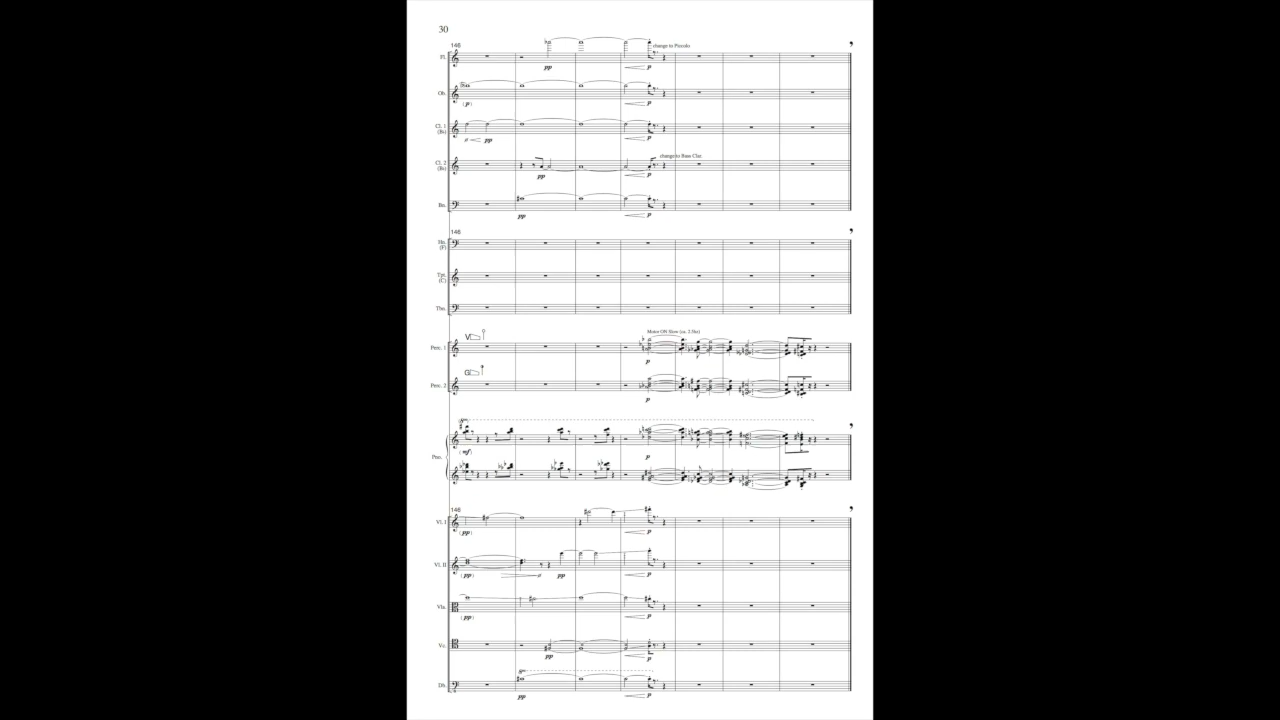 30
148
change to Piccolo
Fl.
pp
p
Ob.
(p)
p
Cl. 1
(B♭)
pp
p
change to Bass Clar.
Cl. 2
(B♭)
pp
p
Bn.
pp
p
148
Hn.
(F)
Tpt.
(C)
Tbn.
Motor ON Slow (ca. 2.5hz)
V
Perc. 1
p
G
Perc. 2
p
8va
(mf)
p
Pno.
148
Vl. I
(pp)
p
Vl. II
(pp)
pp
p
Vla.
(pp)
p
Vc.
pp
p
Db.
pp
p